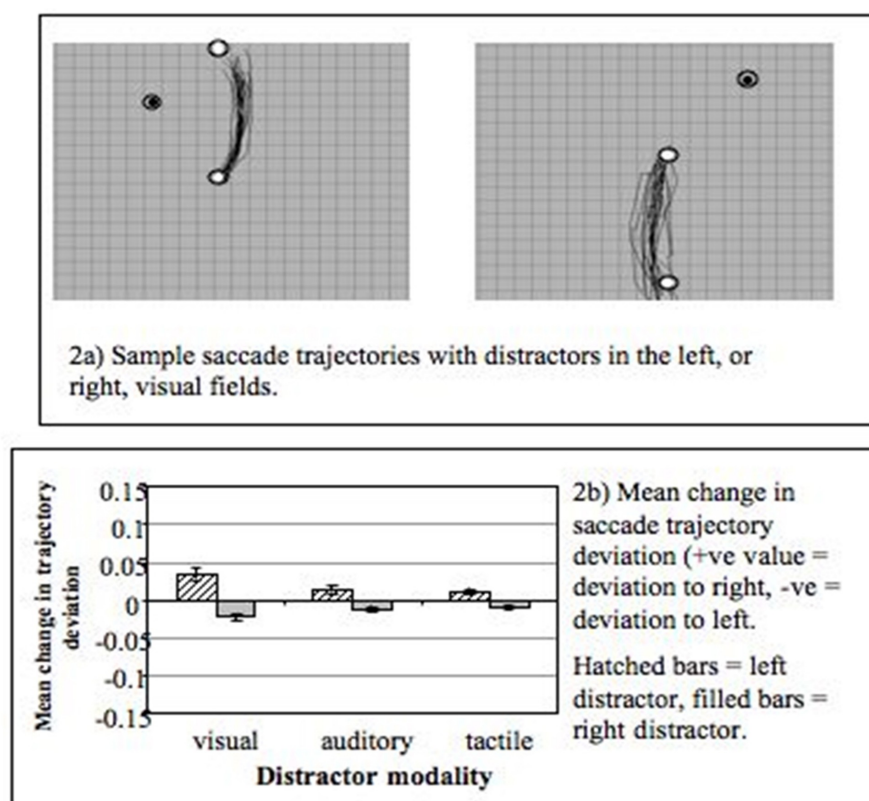 2a) Sample saccade trajectories with distractors in the left, or
right, visual fields.
Mean change in trajectory
deviation
0.15
0.1
0.05
0
-0.05
-0.1
-0.15
visual auditory tactile
Distractor modality
2b) Mean change in
saccade trajectory
deviation (+ve value =
deviation to right, -ve =
deviation to left.
Hatched bars = left
distractor, filled bars =
right distractor.